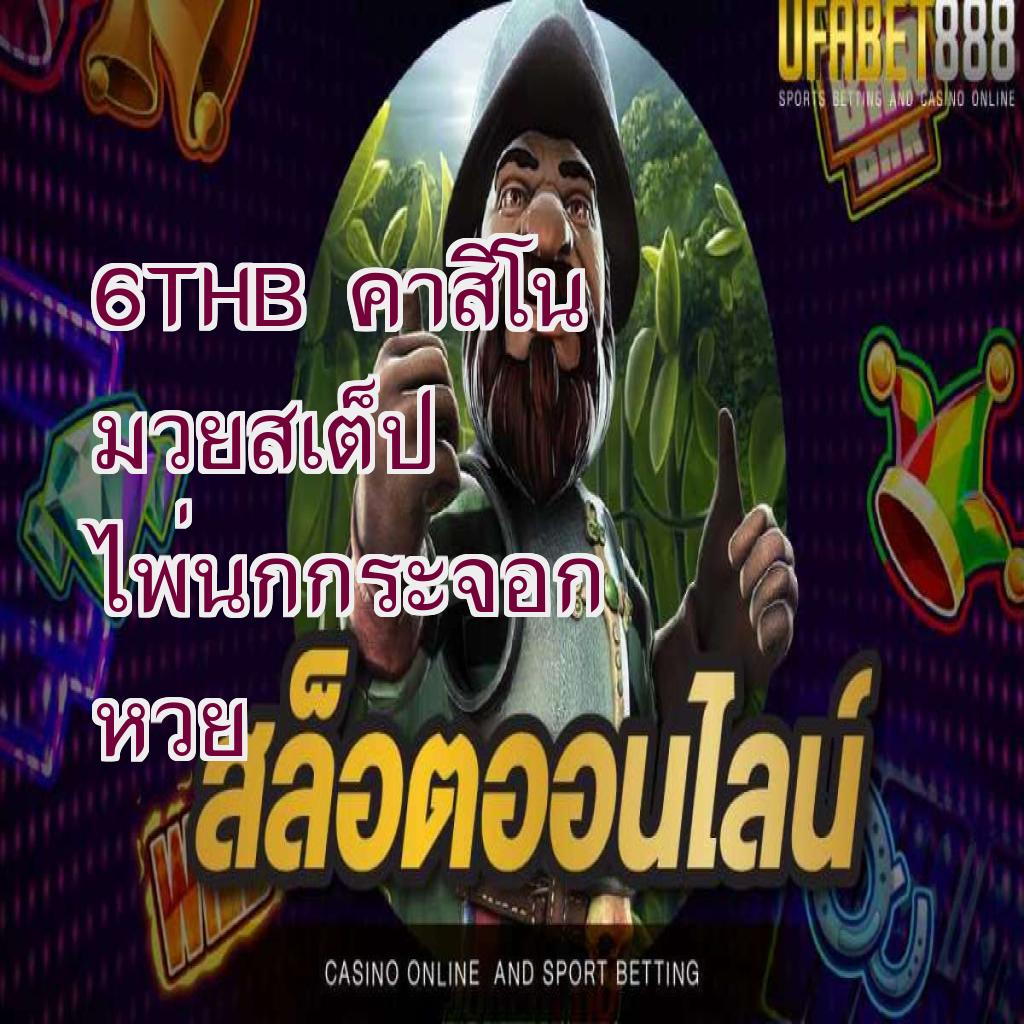 UFABET888
SPORTS BETTING AND CASINO ONLINE
BAR
6THB คาสิโน
มวยสเต็ป
ไพ่นกกระจอก
หวย
สล็อตออนไลน์
CASINO ONLINE AND SPORT BETTING